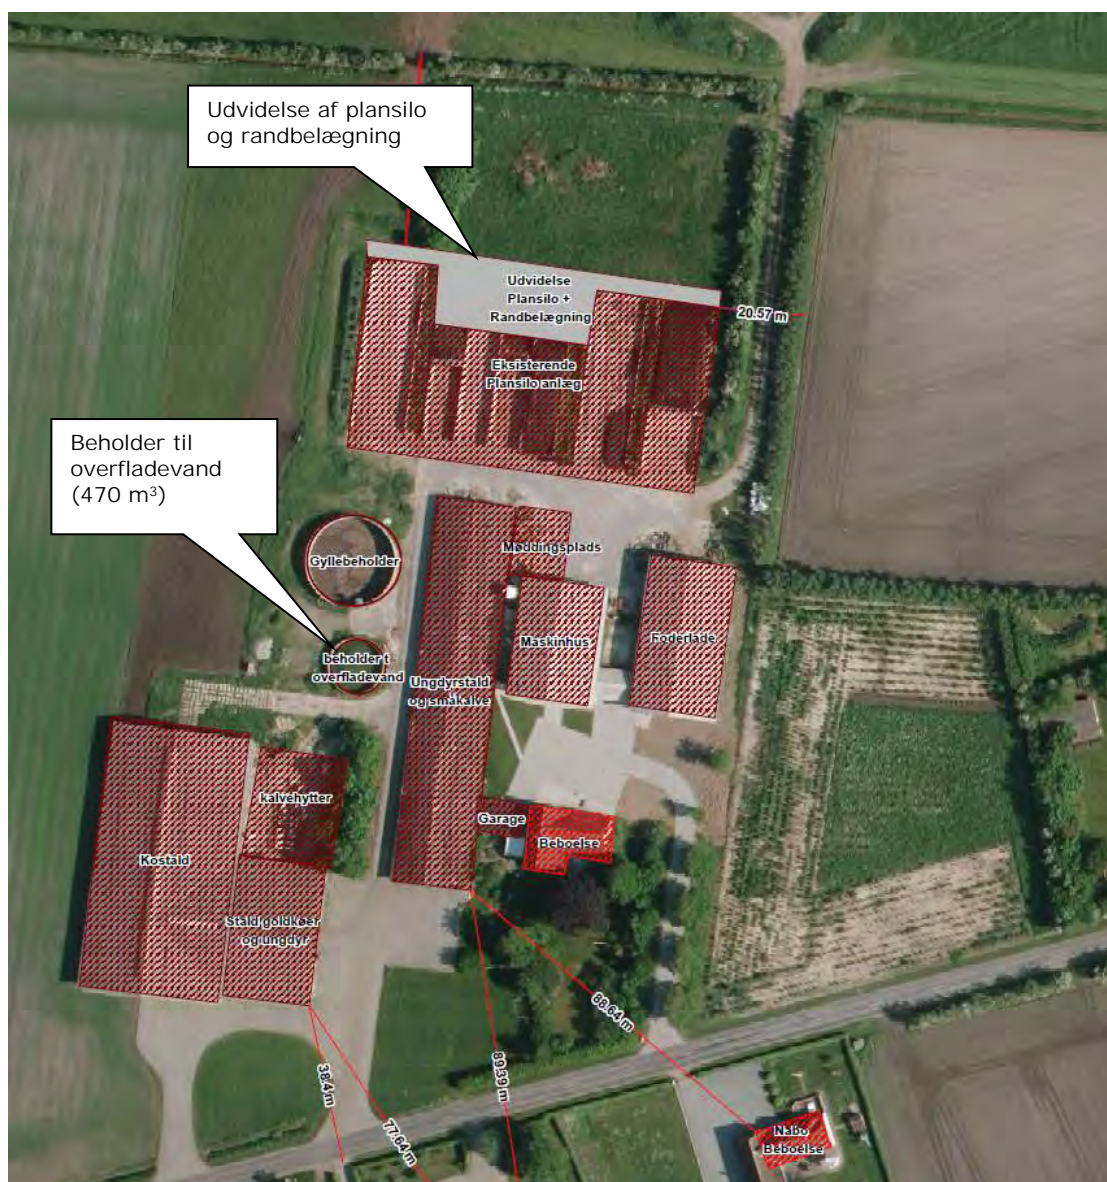 Udvidelse af plansilo
og randbelægning
Udvidelse
Plansilo +
Randbelægning
20.57 m
Eksisterende
Plansilo anlæg
Beholder til
overfladevand
(470 m³)
Gyllebeholder
Møddingsplads
Maskinhus
Foderlade
beholder t
overfladevand
Ungdyrstald
og småkalve
kalvehytter
Garage
Beboelse
Kostald
Stald goldkøer
og ungdyr
88.64 m
89.39 m
38.4 m
77.64 m
Nabo
Beboelse